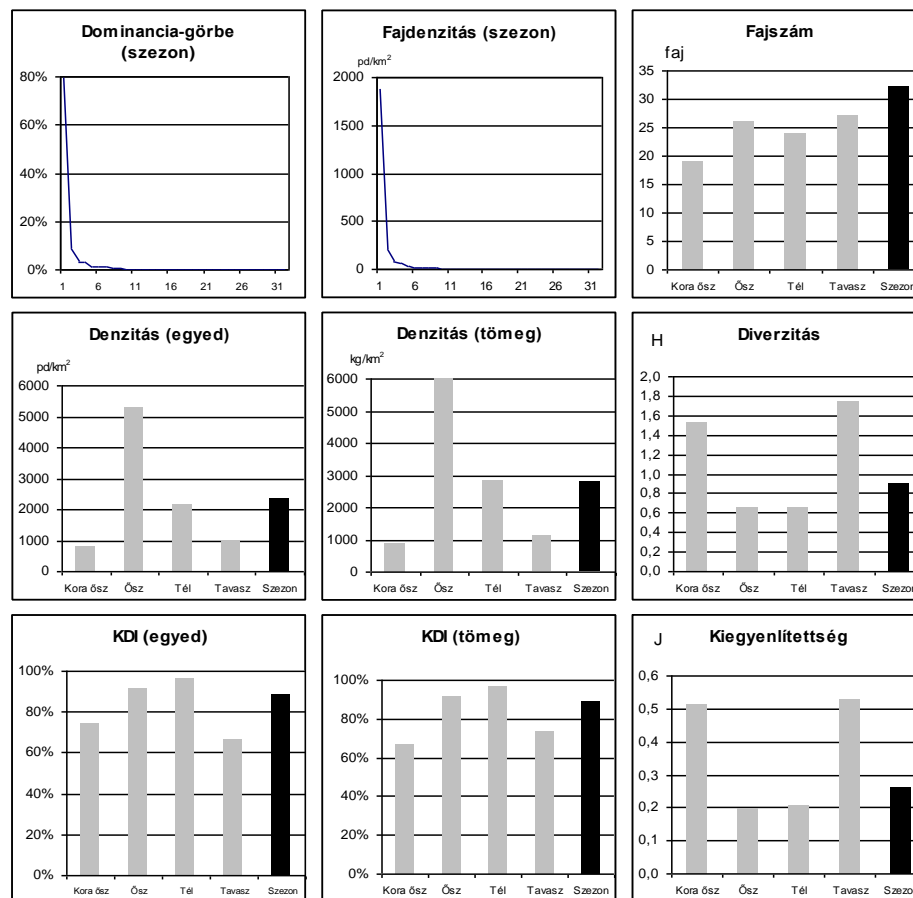 Dominancia-görbe
(szezon)
80%
60%
40%
20%
0%
1 6 11 16 21 26 31
Fajdenzitás (szezon)
pd/km²
2000
1500
1000
500
0
1 6 11 16 21 26 31
Fajszám
faj
35
30
25
20
15
10
5
0
Kora ősz Ősz Tél Tavasz Szezon
Denzitás (egyed)
pd/km²
6000
5000
4000
3000
2000
1000
0
Kora ősz Ősz Tél Tavasz Szezon
Denzitás (tömeg)
kg/km²
6000
5000
4000
3000
2000
1000
0
Kora ősz Ősz Tél Tavasz Szezon
Diverzitás
H
2,0
1,8
1,6
1,4
1,2
1,0
0,8
0,6
0,4
0,2
0,0
Kora ősz Ősz Tél Tavasz Szezon
KDI (egyed)
100%
80%
60%
40%
20%
0%
Kora ősz Ősz Tél Tavasz Szezon
KDI (tömeg)
100%
80%
60%
40%
20%
0%
Kora ősz Ősz Tél Tavasz Szezon
Kiegyenlítettség
J
0,6
0,5
0,4
0,3
0,2
0,1
0,0
Kora ősz Ősz Tél Tavasz Szezon